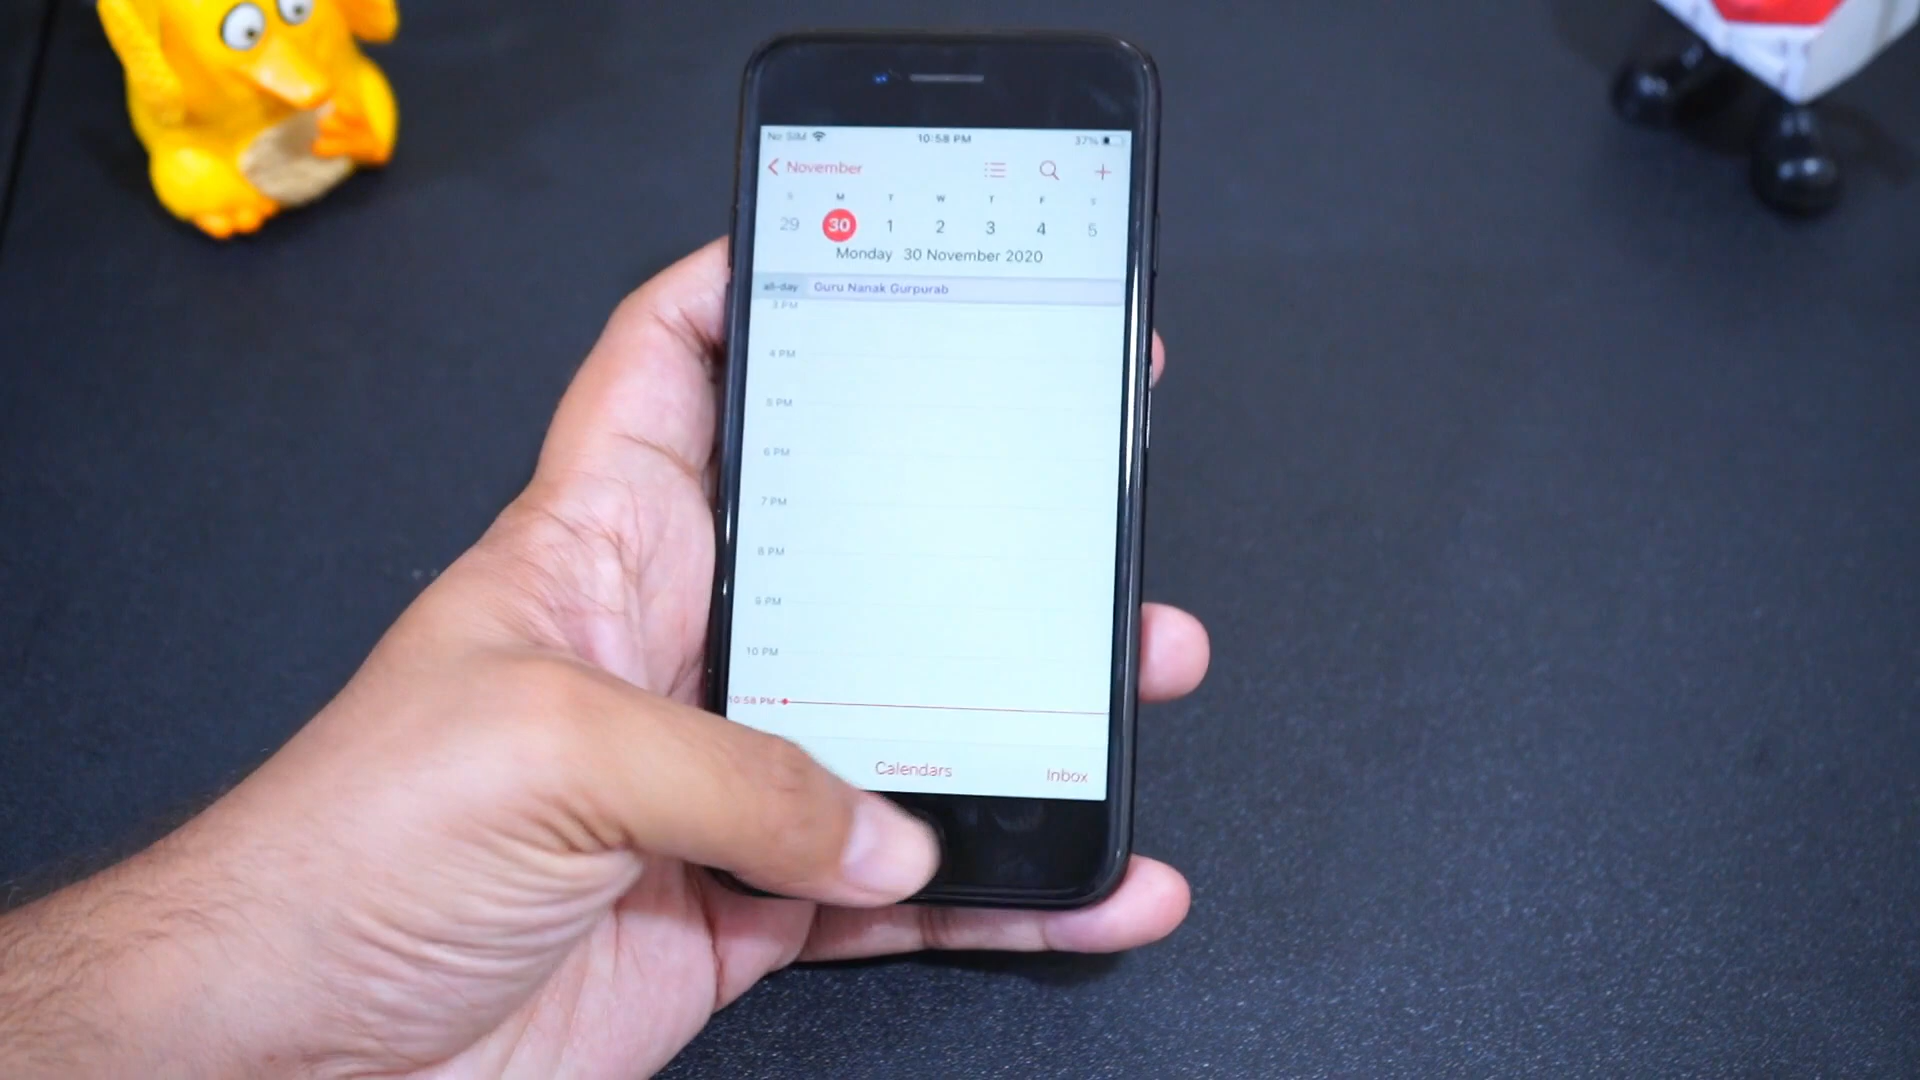 No SIM 10:58 PM 37%
November
S M T W T F S
29 30 1 2 3 4 5
Monday 30 November 2020
all-day Guru Nanak Gurpurab
3 PM
4 PM
5 PM
6 PM
7 PM
8 PM
9 PM
10 PM
10:58 PM
Calendars Inbox